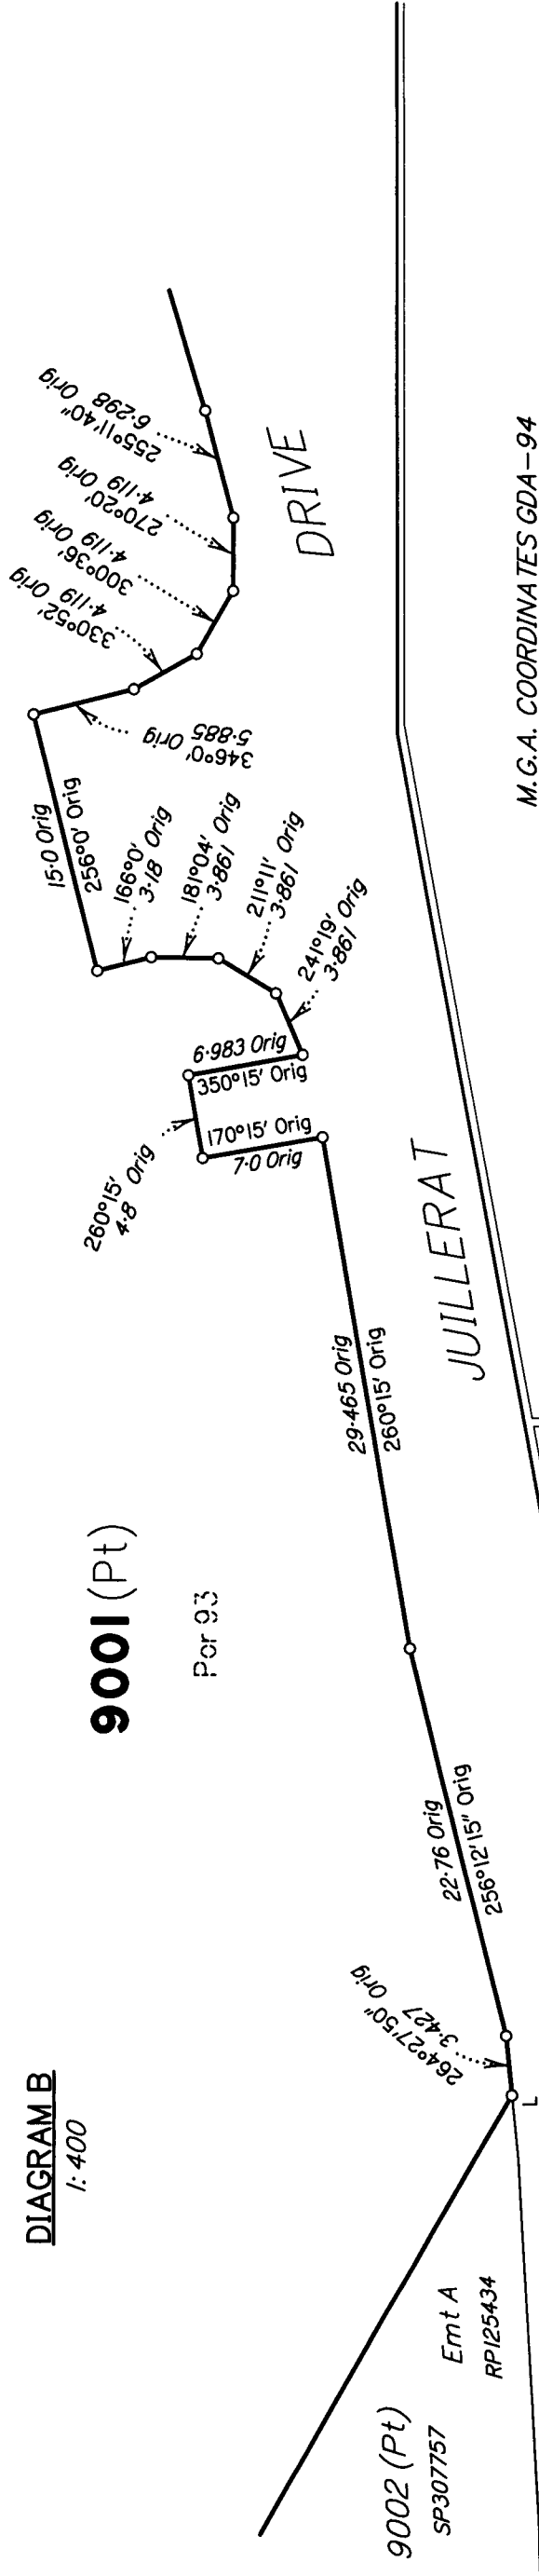 DIAGRAM B
1:400
9001 (Pt)
Por 93
9002 (Pt)
SP307757
Emt A
RP125434
L
264°27'50" Orig
3·427
22·76 Orig
256°12'15" Orig
29·465 Orig
260°15' Orig
7·0 Orig
170°15' Orig
260°15' Orig
4·8
350°15' Orig
6·983 Orig
241°19' Orig
3·861
211°11' Orig
3·861
181°04' Orig
3·861
166°0' Orig
3·18
15·0 Orig
256°0' Orig
346°0' Orig
5·885
330°52' Orig
4·119
300°36' Orig
4·119
270°20' Orig
4·119
255°11'40" Orig
6·298
JUILLERAT
DRIVE
M.G.A. COORDINATES GDA-94